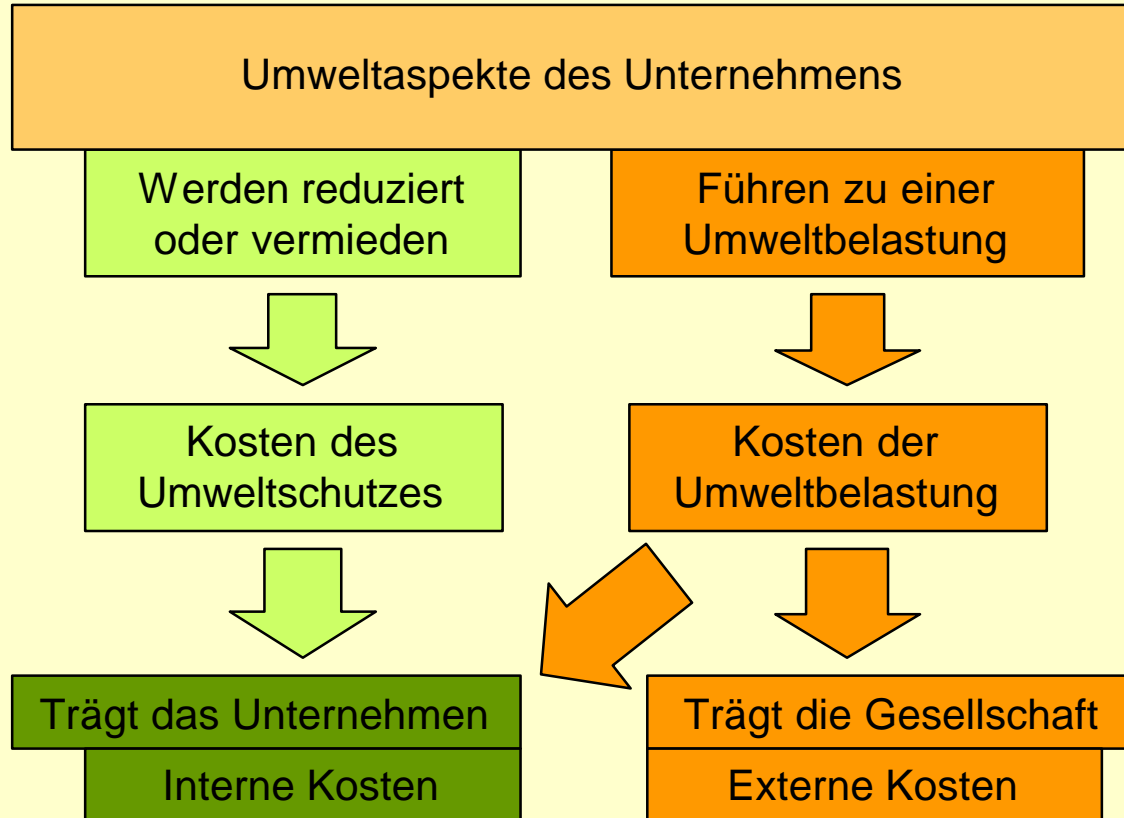 Umweltaspekte des Unternehmens
Werden reduziert
oder vermieden
Führen zu einer
Umweltbelastung
Kosten des
Umweltschutzes
Kosten der
Umweltbelastung
Trägt das Unternehmen
Interne Kosten
Trägt die Gesellschaft
Externe Kosten